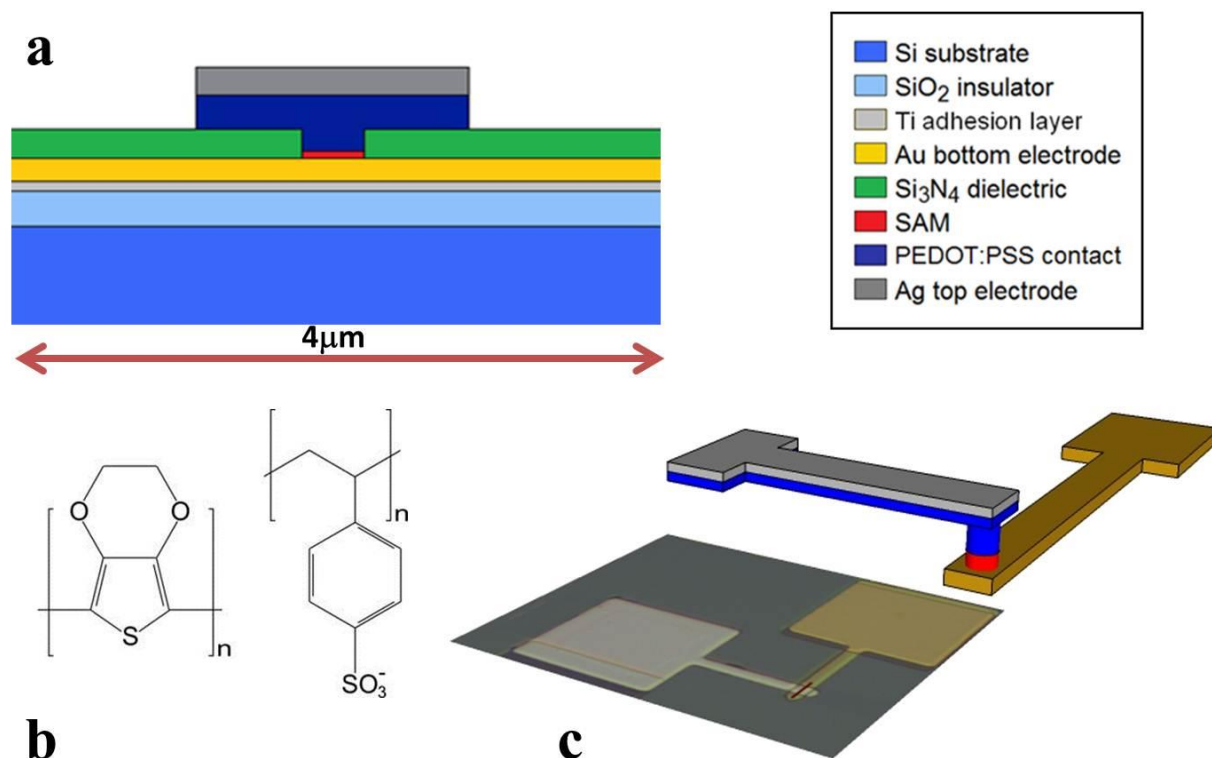 a
Si substrate
SiO2 insulator
Ti adhesion layer
Au bottom electrode
Si3N4 dielectric
SAM
PEDOT:PSS contact
Ag top electrode
4μm
O O
S
n
n
SO3-
b
c